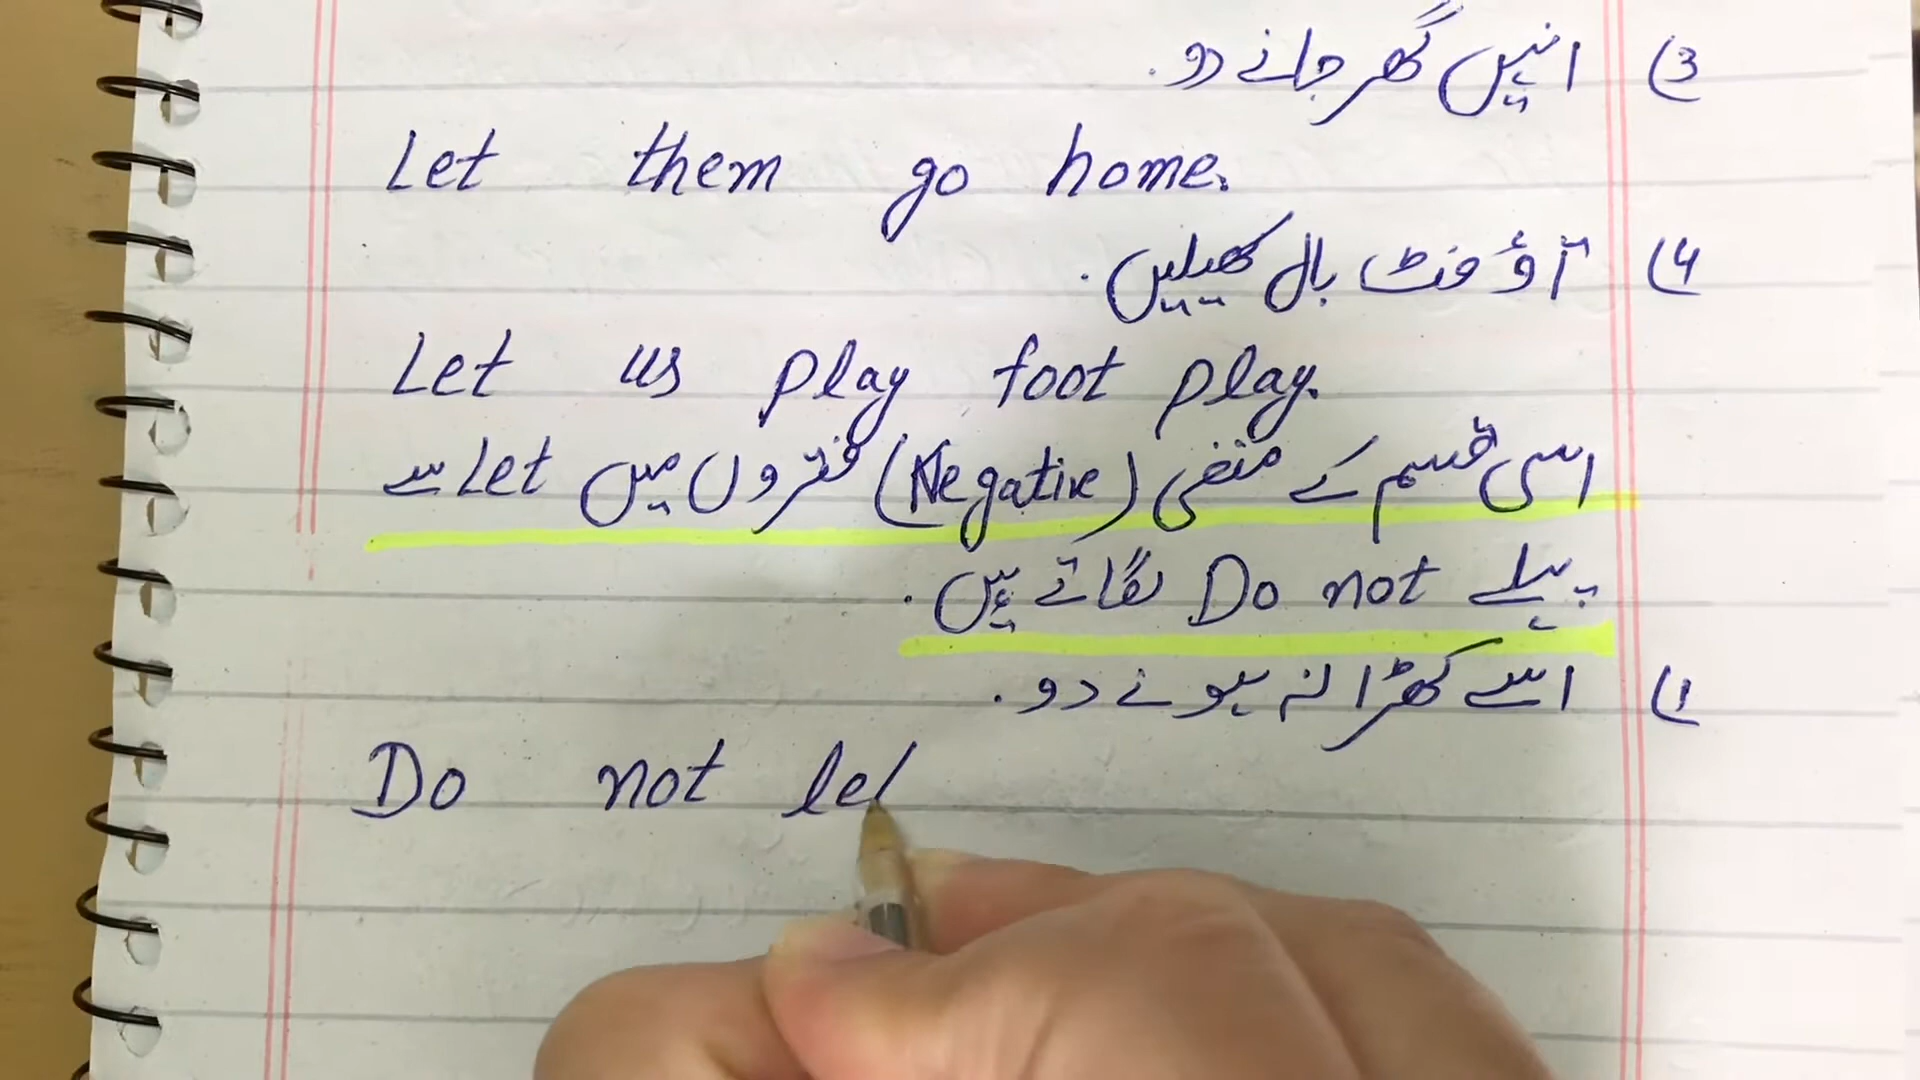 3) انہیں گھر جانے دو.
Let them go home.
4) آؤ فٹ بال کھیلیں.
Let us play foot play.
اسی قسم کے منفی (Negative) فقروں میں Let سے
پہلے Do not لگاتے ہیں.
1) اسے کھڑا نہ ہونے دو.
Do not let